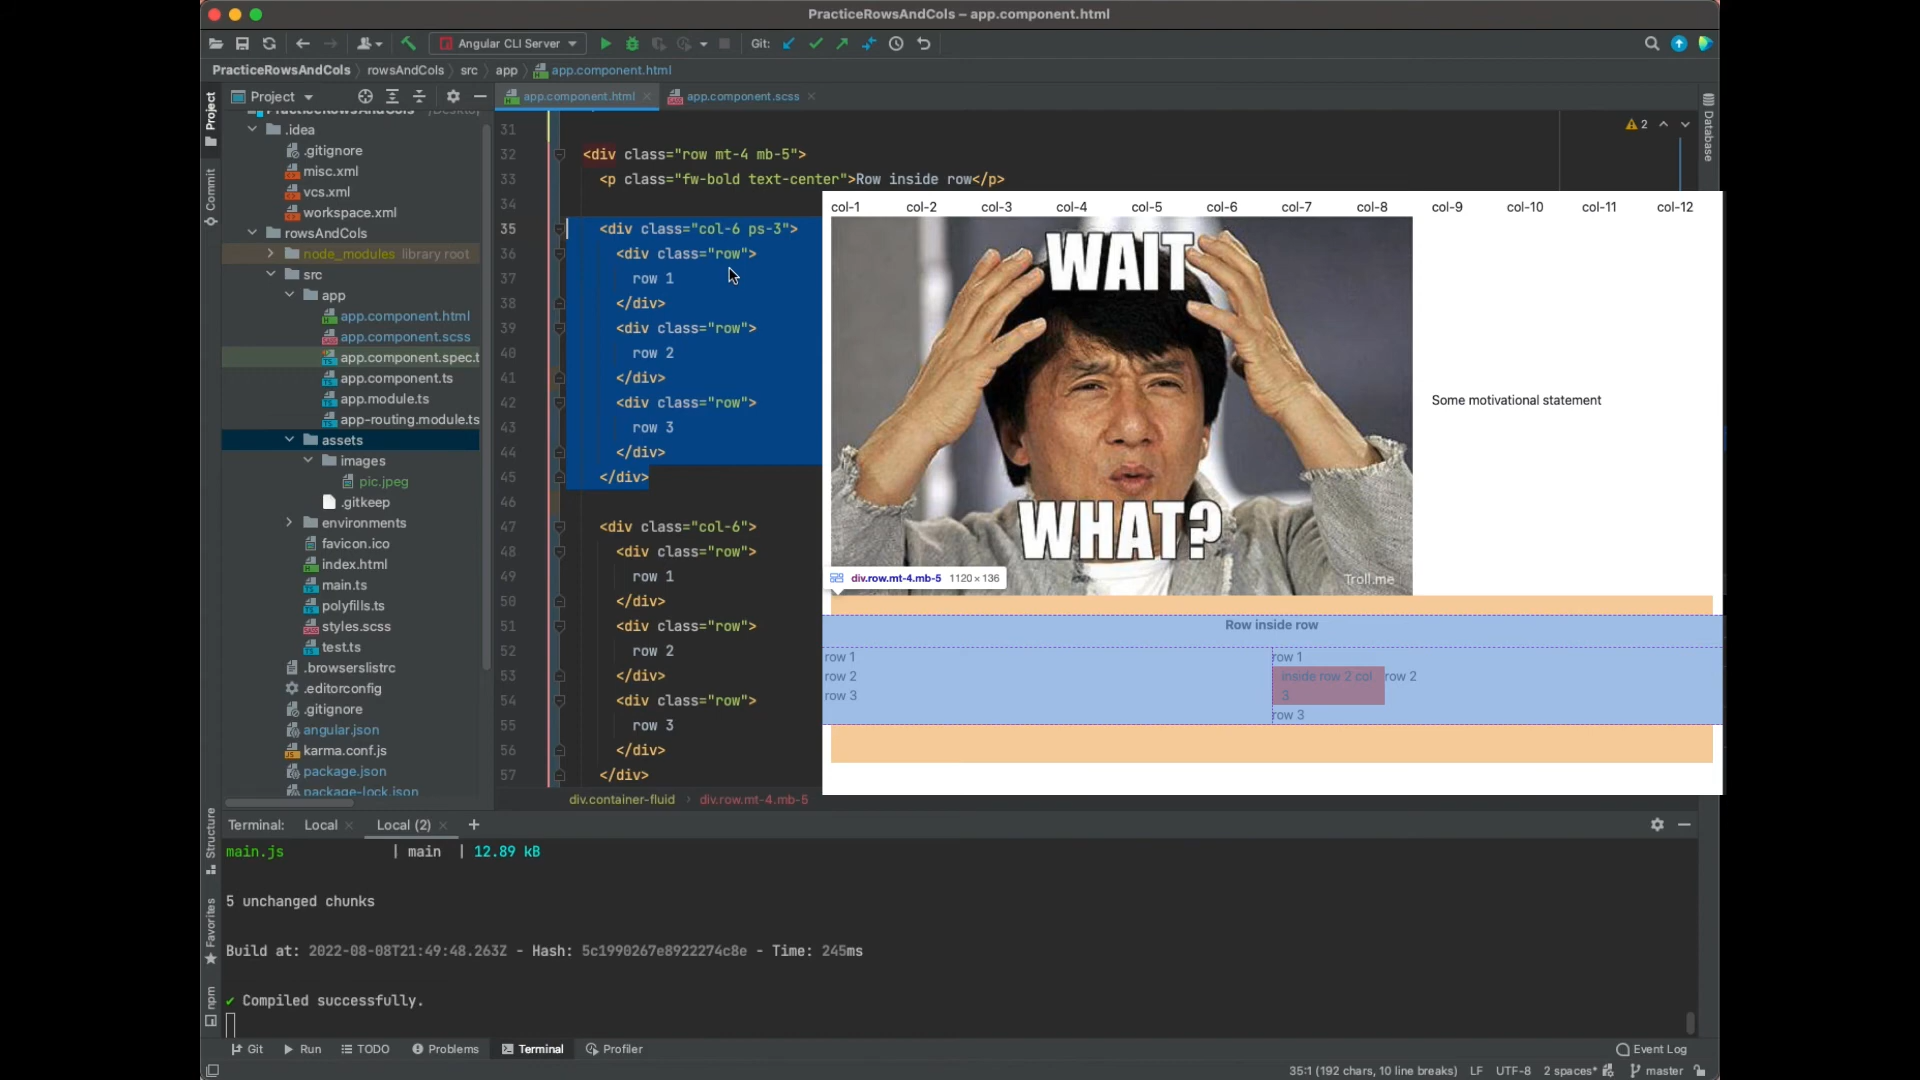 PracticeRowsAndCols – app.component.html
Angular CLI Server
Git:
PracticeRowsAndCols
rowsAndCols
src
app
app.component.html
Project
Project
app.component.html
app.component.scss
Database
Commit
.idea
.gitignore
misc.xml
vcs.xml
workspace.xml
rowsAndCols
node_modules library root
src
app
app.component.html
app.component.scss
app.component.spec.t
app.component.ts
app.module.ts
app-routing.module.ts
assets
images
pic.jpeg
.gitkeep
environments
favicon.ico
index.html
main.ts
polyfills.ts
styles.scss
test.ts
.browserslistrc
.editorconfig
.gitignore
angular.json
karma.conf.js
package.json
package-lock.json
2
31
32 <div class="row mt-4 mb-5">
33 <p class="fw-bold text-center">Row inside row</p>
34
35 <div class="col-6 ps-3">
36 <div class="row">
37 row 1
38 </div>
39 <div class="row">
40 row 2
41 </div>
42 <div class="row">
43 row 3
44 </div>
45 </div>
46
47 <div class="col-6">
48 <div class="row">
49 row 1
50 </div>
51 <div class="row">
52 row 2
53 </div>
54 <div class="row">
55 row 3
56 </div>
57 </div>
div.container-fluid
div.row.mt-4.mb-5
col-1 col-2 col-3 col-4 col-5 col-6 col-7 col-8 col-9 col-10 col-11 col-12
WAIT
WHAT?
Troll.me
Some motivational statement
div.row.mt-4.mb-5 1120 × 136
Row inside row
row 1
row 2
row 3
row 1
inside row 2 col row 2
3
row 3
Structure
Favorites
npm
Terminal: Local Local (2)
main.js | main | 12.89 kB
5 unchanged chunks
Build at: 2022-08-08T21:49:48.263Z - Hash: 5c1990267e8922274c8e - Time: 245ms
✔ Compiled successfully.
Git
Run
TODO
Problems
Terminal
Profiler
Event Log
35:1 (192 chars, 10 line breaks) LF UTF-8 2 spaces* master